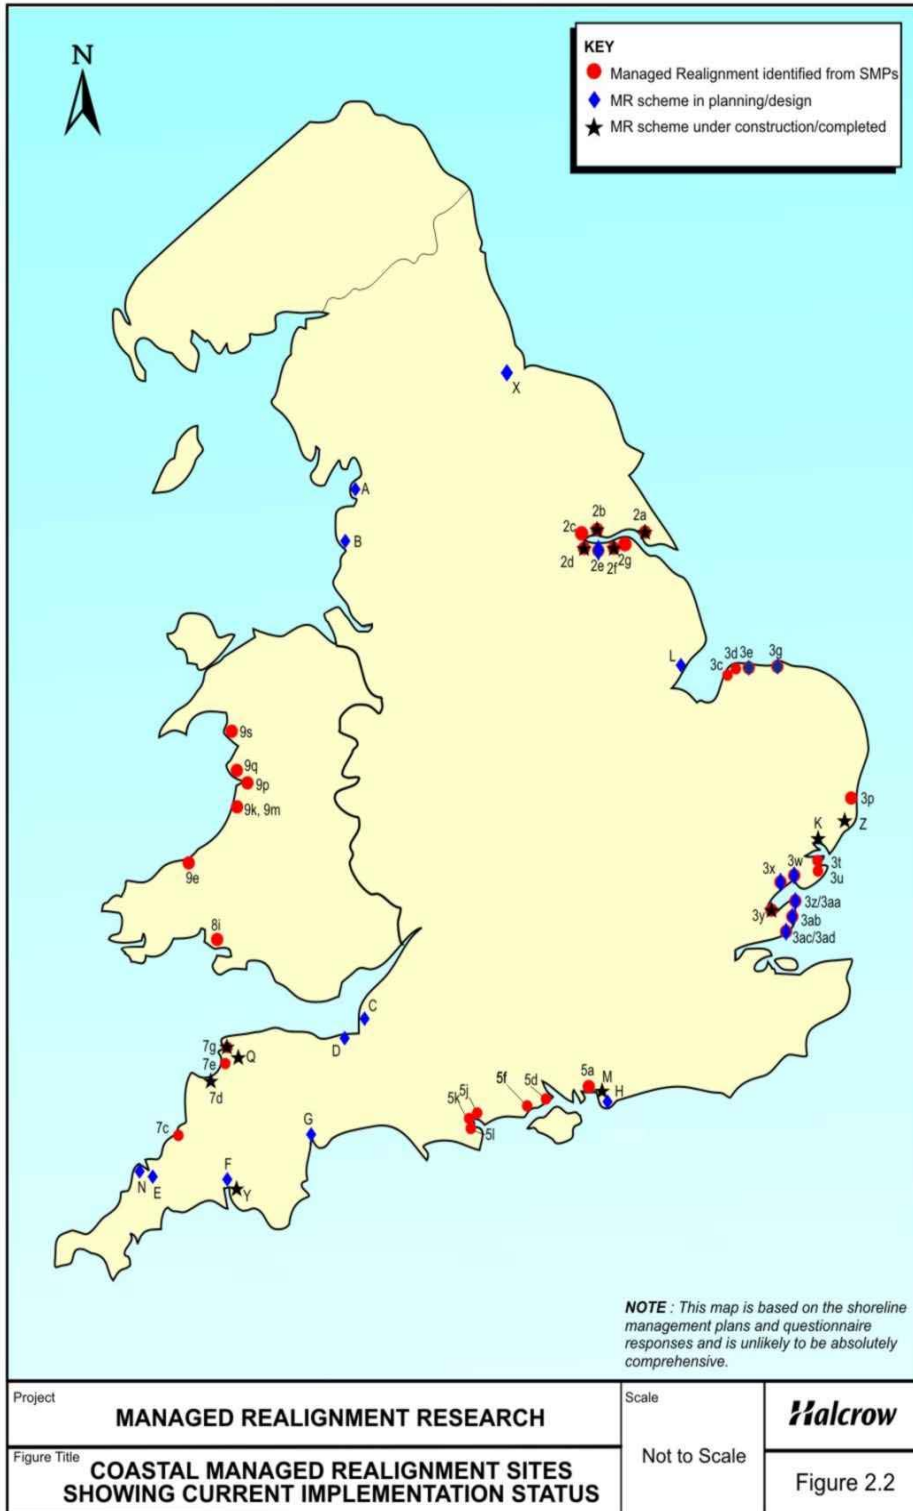 N
KEY
Managed Realignment identified from SMPs
MR scheme in planning/design
MR scheme under construction/completed
X
A
B
2b
2a
2c
2d
2e
2f
2g
L
3d
3e
3g
3c
9s
9q
9p
9k, 9m
3p
K
Z
9e
3t
3w
3u
3x
3z/3aa
3y
3ab
8i
3ac/3ad
C
D
7g
Q
7e
7d
5a
M
H
5f
5d
5j
5k
5l
7c
G
N
E
F
Y
NOTE : This map is based on the shoreline
management plans and questionnaire
responses and is unlikely to be absolutely
comprehensive.
Project
MANAGED REALIGNMENT RESEARCH
Scale
Not to Scale
Halcrow
Figure Title
COASTAL MANAGED REALIGNMENT SITES
SHOWING CURRENT IMPLEMENTATION STATUS
Figure 2.2